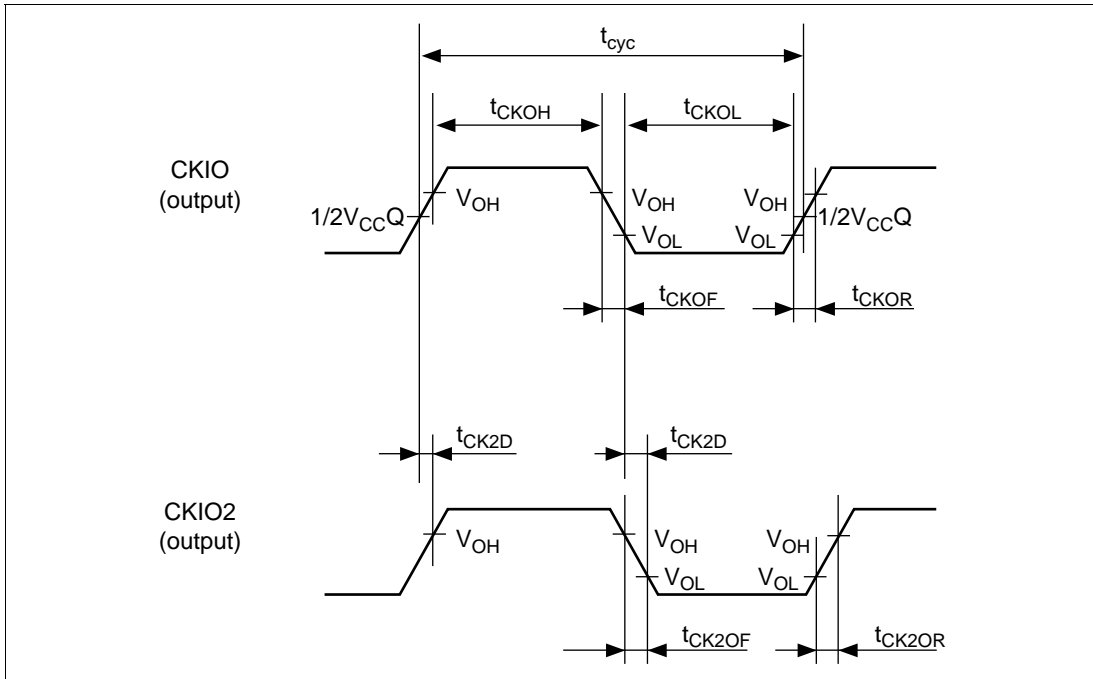 tcyc
tCKOH
tCKOL
CKIO
(output)
VOH
VOH
VOH
1/2VCCQ
1/2VCCQ
VOL
VOL
tCKOF
tCKOR
tCK2D
tCK2D
CKIO2
(output)
VOH
VOH
VOH
VOL
VOL
tCK2OF
tCK2OR